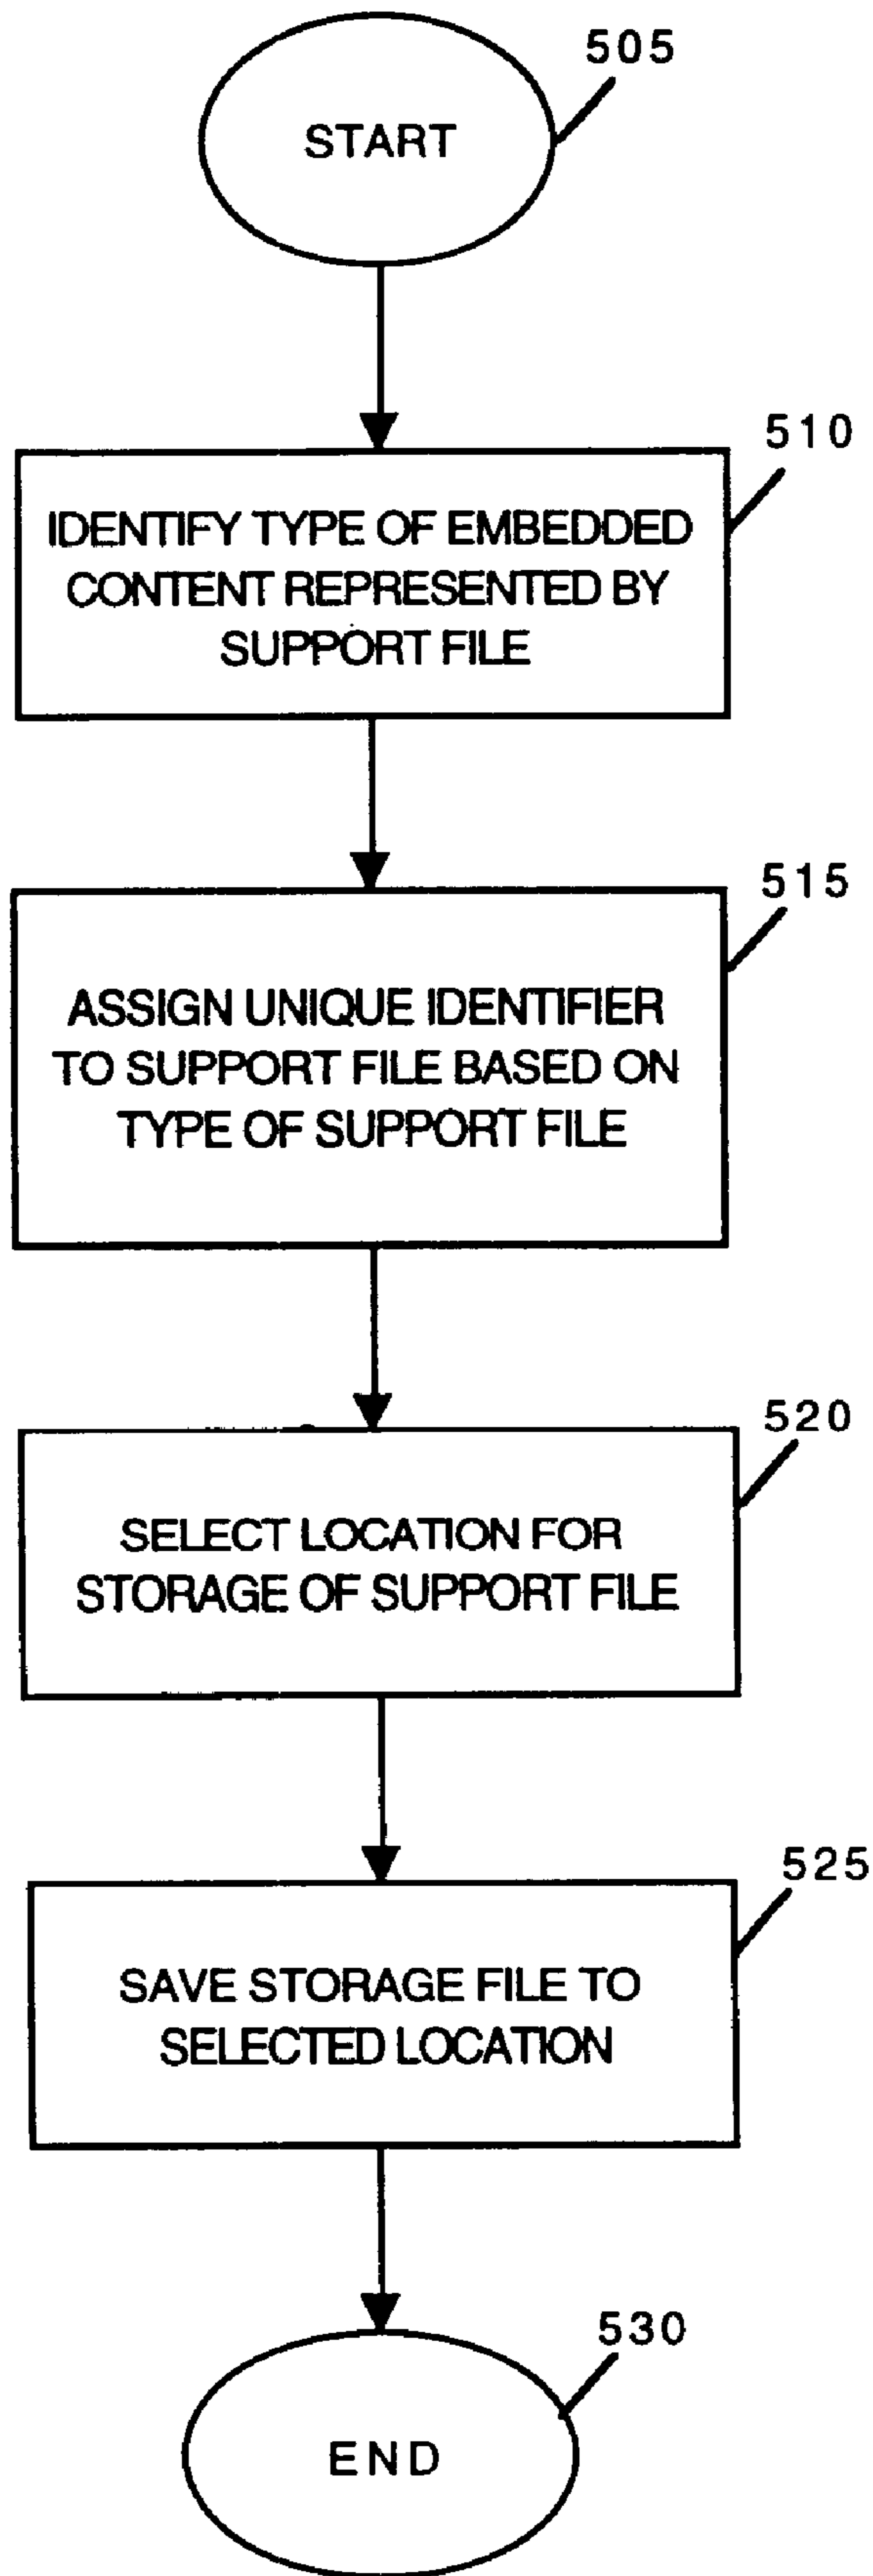 505
START
510
IDENTIFY TYPE OF EMBEDDED
CONTENT REPRESENTED BY
SUPPORT FILE
515
ASSIGN UNIQUE IDENTIFIER
TO SUPPORT FILE BASED ON
TYPE OF SUPPORT FILE
520
SELECT LOCATION FOR
STORAGE OF SUPPORT FILE
525
SAVE STORAGE FILE TO
SELECTED LOCATION
530
END